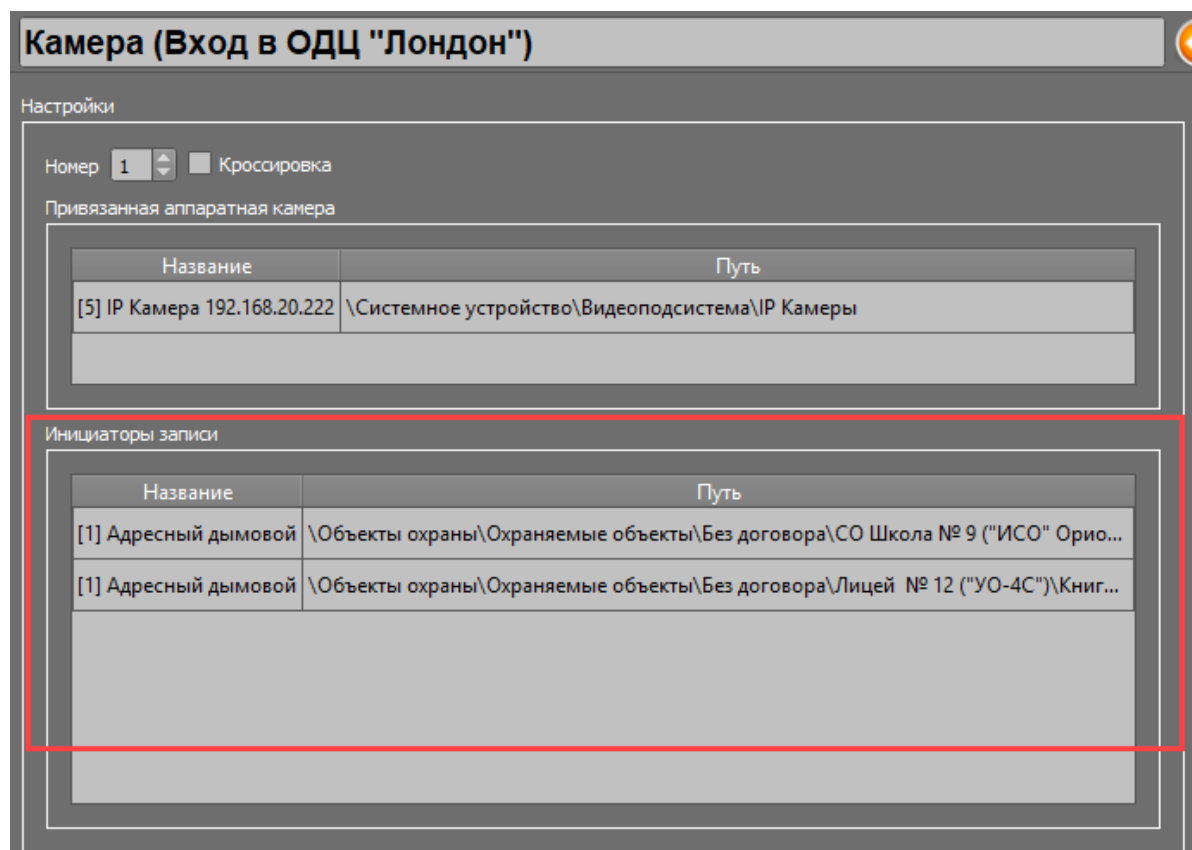 Камера (Вход в ОДЦ "Лондон")
Настройки
Номер 1 Кроссировка
Привязанная аппаратная камера
Название Путь
[5] IP Камера 192.168.20.222 \Системное устройство\Видеоподсистема\IP Камеры
Инициаторы записи
Название Путь
[1] Адресный дымовой \Объекты охраны\Охраняемые объекты\Без договора\СО Школа № 9 ("ИСО" Орио...
[1] Адресный дымовой \Объекты охраны\Охраняемые объекты\Без договора\Лицей № 12 ("УО-4С")\Книг...